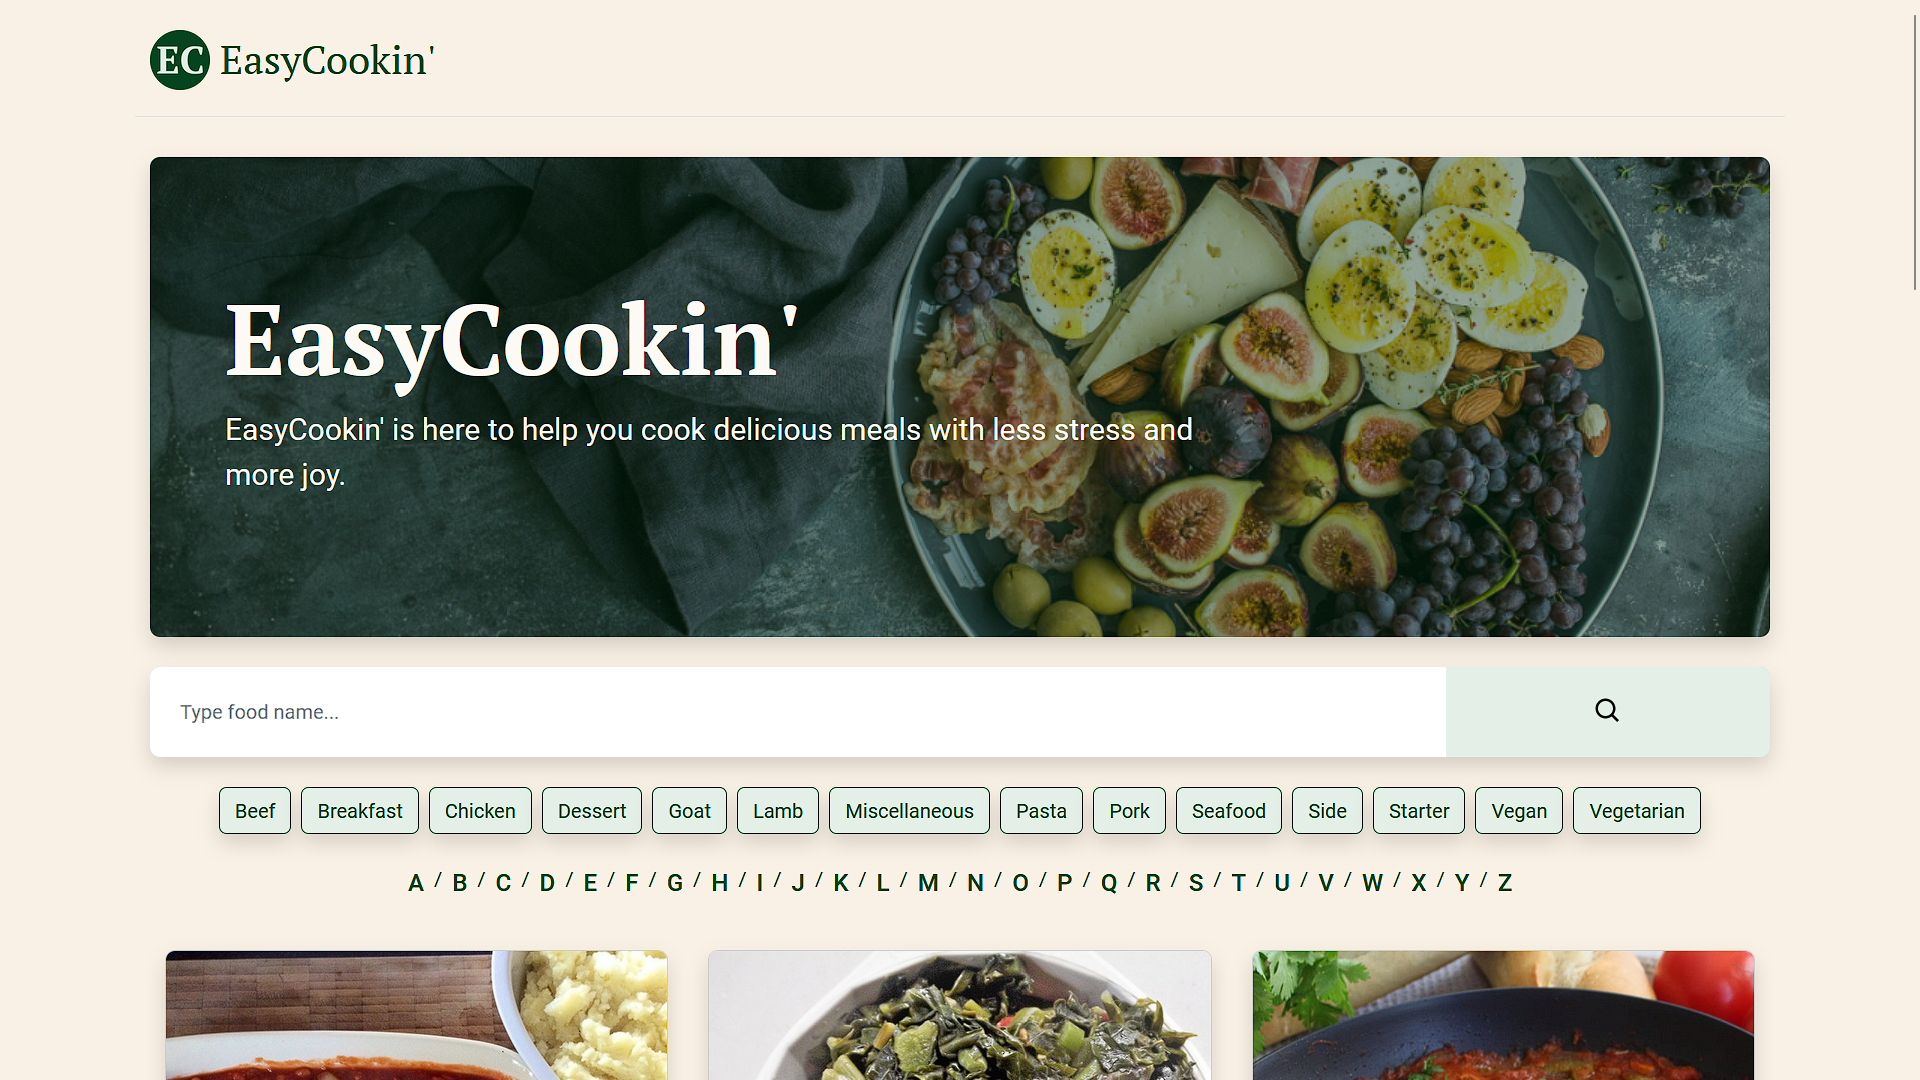 EC EasyCookin'
EasyCookin'
EasyCookin' is here to help you cook delicious meals with less stress and
more joy.
Type food name...
Beef Breakfast Chicken Dessert Goat Lamb Miscellaneous Pasta Pork Seafood Side Starter Vegan Vegetarian
A / B / C / D / E / F / G / H / I / J / K / L / M / N / O / P / Q / R / S / T / U / V / W / X / Y / Z